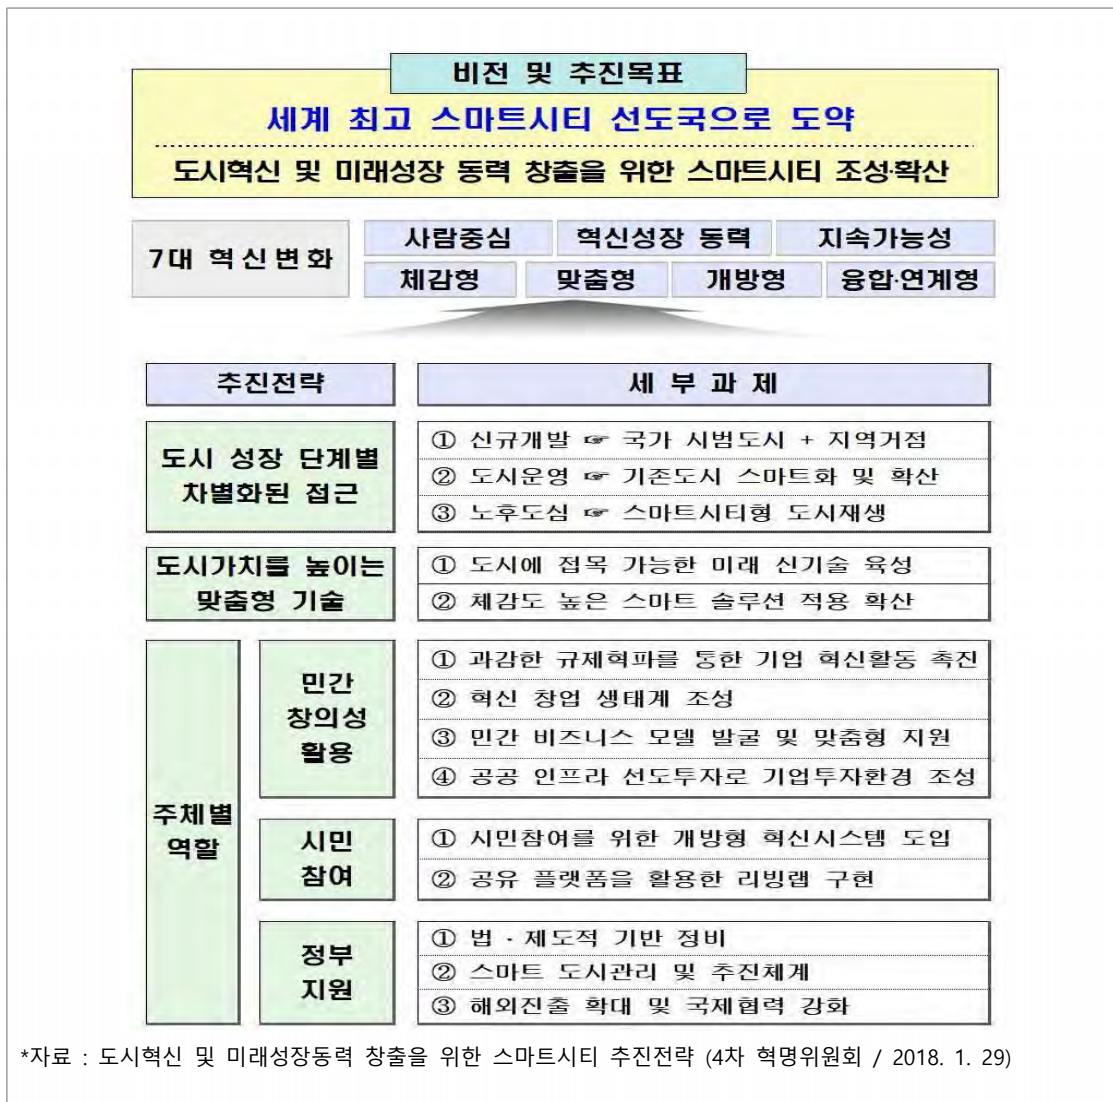 비전 및 추진목표
세계 최고 스마트시티 선도국으로 도약
도시혁신 및 미래성장 동력 창출을 위한 스마트시티 조성·확산
7대 혁신변화
사람중심
혁신성장 동력
지속가능성
체감형
맞춤형
개방형
융합·연계형
추진전략
세 부 과 제
도시 성장 단계별
차별화된 접근
① 신규개발 ☞ 국가 시범도시 + 지역거점
② 도시운영 ☞ 기존도시 스마트화 및 확산
③ 노후도심 ☞ 스마트시티형 도시재생
도시가치를 높이는
맞춤형 기술
① 도시에 접목 가능한 미래 신기술 육성
② 체감도 높은 스마트 솔루션 적용 확산
주체별
역할
민간
창의성
활용
① 과감한 규제혁파를 통한 기업 혁신활동 촉진
② 혁신 창업 생태계 조성
③ 민간 비즈니스 모델 발굴 및 맞춤형 지원
④ 공공 인프라 선도투자로 기업투자환경 조성
시민
참여
① 시민참여를 위한 개방형 혁신시스템 도입
② 공유 플랫폼을 활용한 리빙랩 구현
정부
지원
① 법 · 제도적 기반 정비
② 스마트 도시관리 및 추진체계
③ 해외진출 확대 및 국제협력 강화
*자료 : 도시혁신 및 미래성장동력 창출을 위한 스마트시티 추진전략 (4차 혁명위원회 / 2018. 1. 29)